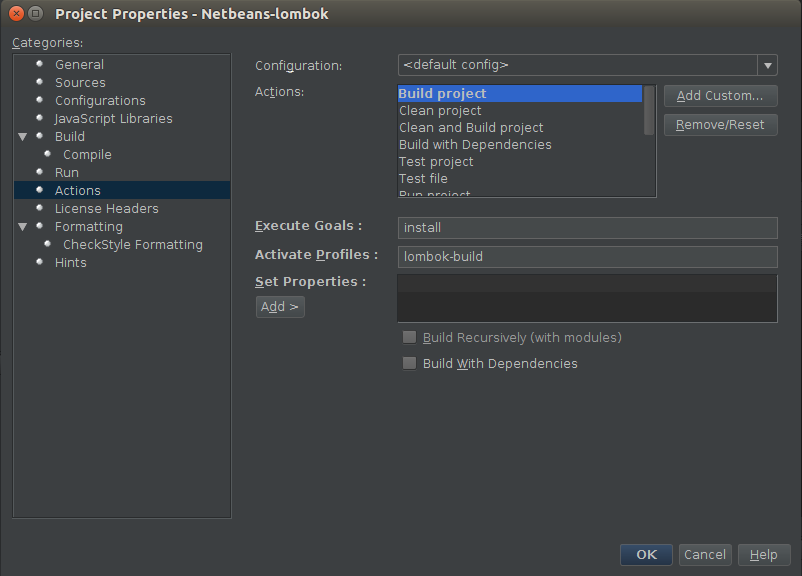 Project Properties - Netbeans-lombok
Categories:
General
Sources
Configurations
JavaScript Libraries
Build
Compile
Run
Actions
License Headers
Formatting
CheckStyle Formatting
Hints
Configuration: <default config>
Actions:
Build project
Clean project
Clean and Build project
Build with Dependencies
Test project
Test file
Run project
Add Custom...
Remove/Reset
Execute Goals : install
Activate Profiles : lombok-build
Set Properties :
Add >
Build Recursively (with modules)
Build With Dependencies
OK Cancel Help